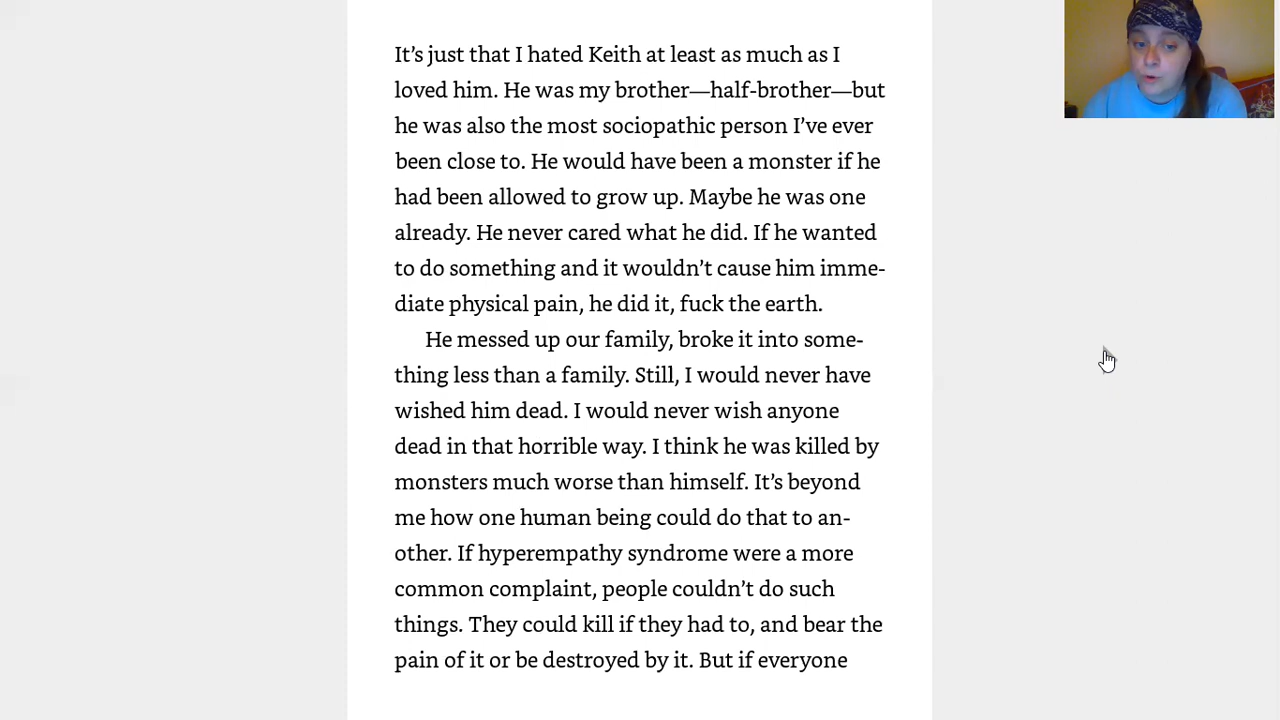 It’s just that I hated Keith at least as much as I
loved him. He was my brother—half-brother—but
he was also the most sociopathic person I’ve ever
been close to. He would have been a monster if he
had been allowed to grow up. Maybe he was one
already. He never cared what he did. If he wanted
to do something and it wouldn’t cause him imme-
diate physical pain, he did it, fuck the earth.
He messed up our family, broke it into some-
thing less than a family. Still, I would never have
wished him dead. I would never wish anyone
dead in that horrible way. I think he was killed by
monsters much worse than himself. It’s beyond
me how one human being could do that to an-
other. If hyperempathy syndrome were a more
common complaint, people couldn’t do such
things. They could kill if they had to, and bear the
pain of it or be destroyed by it. But if everyone